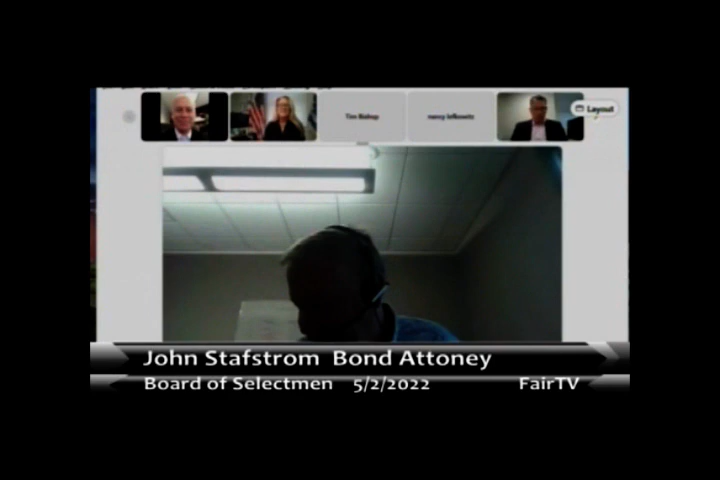 Layout
Tim Bishop
nancy lefkowitz
John Stafstrom Bond Attoney
Board of Selectmen 5/2/2022 FairTV